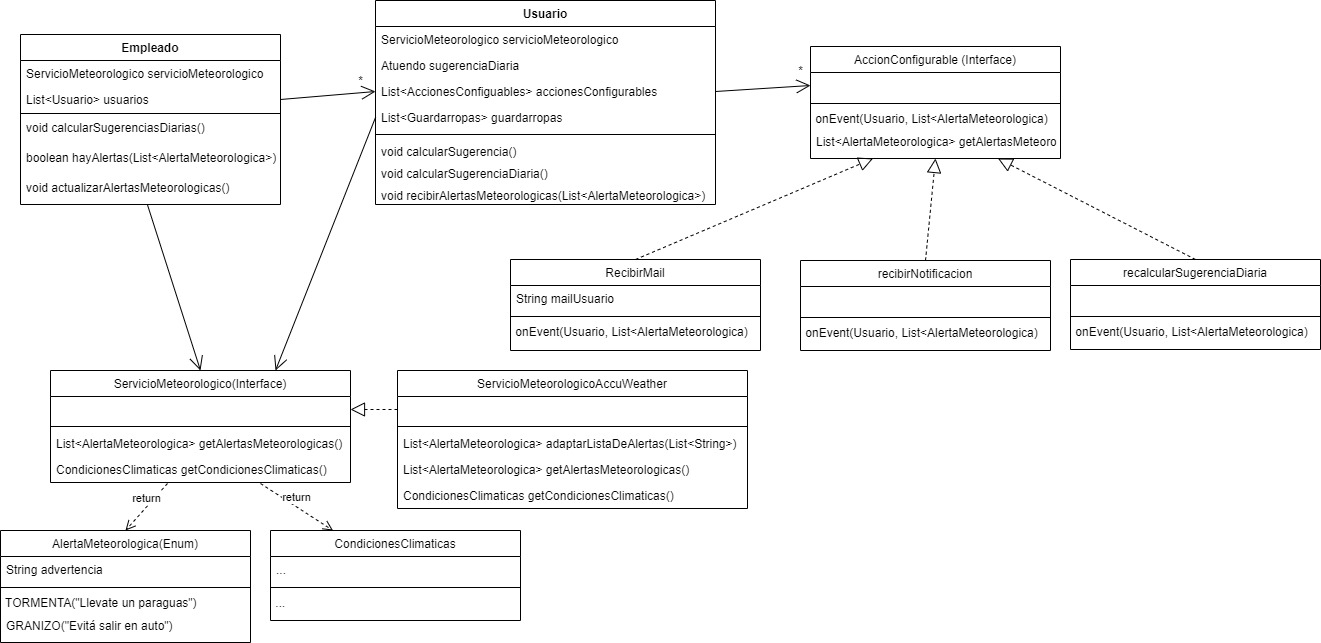 Empleado
ServicioMeteorologico servicioMeteorologico
List<Usuario> usuarios
void calcularSugerenciasDiarias()
boolean hayAlertas(List<AlertaMeteorologica>)
void actualizarAlertasMeteorologicas()
*
Usuario
ServicioMeteorologico servicioMeteorologico
Atuendo sugerenciaDiaria
List<AccionesConfiguables> accionesConfigurables
List<Guardarropas> guardarropas
void calcularSugerencia()
void calcularSugerenciaDiaria()
void recibirAlertasMeteorologicas(List<AlertaMeteorologica>)
*
AccionConfigurable (Interface)
onEvent(Usuario, List<AlertaMeteorologica)
List<AlertaMeteorologica> getAlertasMeteoro
RecibirMail
String mailUsuario
onEvent(Usuario, List<AlertaMeteorologica)
recibirNotificacion
onEvent(Usuario, List<AlertaMeteorologica)
recalcularSugerenciaDiaria
onEvent(Usuario, List<AlertaMeteorologica)
ServicioMeteorologico(Interface)
List<AlertaMeteorologica> getAlertasMeteorologicas()
CondicionesClimaticas getCondicionesClimaticas()
ServicioMeteorologicoAccuWeather
List<AlertaMeteorologica> adaptarListaDeAlertas(List<String>)
List<AlertaMeteorologica> getAlertasMeteorologicas()
CondicionesClimaticas getCondicionesClimaticas()
return
return
AlertaMeteorologica(Enum)
String advertencia
TORMENTA("Llevate un paraguas")
GRANIZO("Evitá salir en auto")
CondicionesClimaticas
...
...